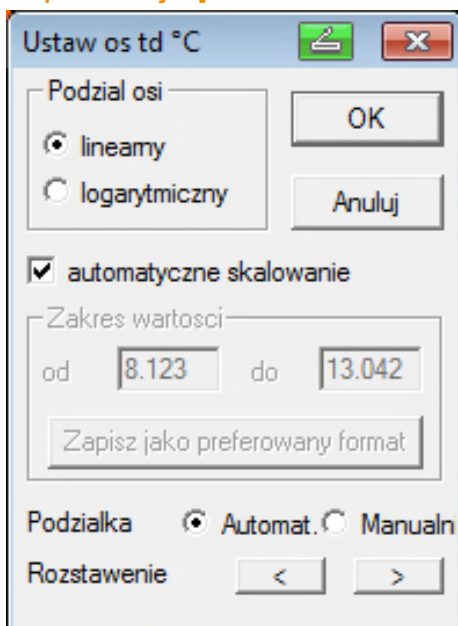 Ustaw os td °C
Podzial osi
linearny
logarytmiczny
OK
Anuluj
automatyczne skalowanie
Zakres wartosci
od 8.123 do 13.042
Zapisz jako preferowany format
Podzialka Automat. Manualni
Rozstawenie < >